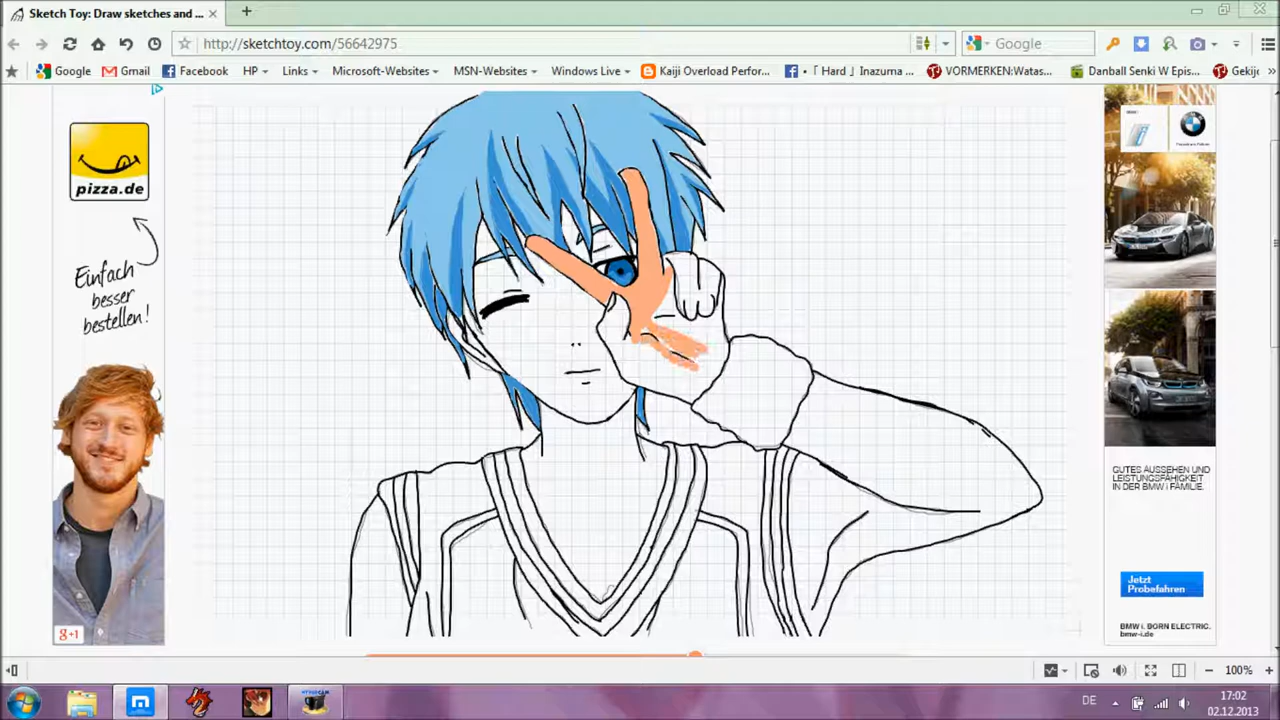 Sketch Toy: Draw sketches and ...
http://sketchtoy.com/56642975
Google
Google
Gmail
Facebook
HP
Links
Microsoft-Websites
MSN-Websites
Windows Live
Kaiji Overload Perfor...
•「 Hard 」Inazuma ...
VORMERKEN:Watas...
Danball Senki W Epis...
Gekij
pizza.de
Einfach
besser
bestellen!
g+1
GUTES AUSSEHEN UND
LEISTUNGSFÄHIGKEIT
IN DER BMW i FAMILIE.
Jetzt
Probefahren
BMW i. BORN ELECTRIC.
bmw-i.de
100%
DE
17:02
02.12.2013